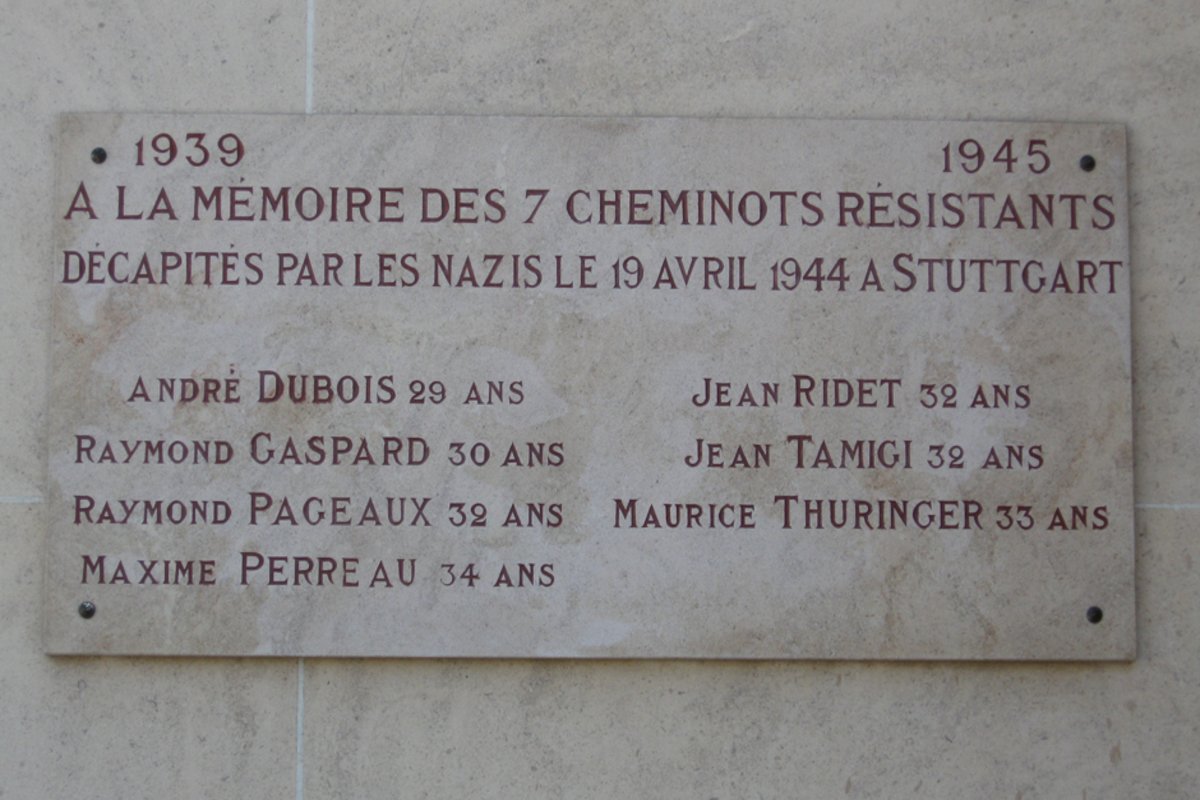 1939 1945
A LA MÉMOIRE DES 7 CHEMINOTS RÉSISTANTS
DÉCAPITÉS PAR LES NAZIS LE 19 AVRIL 1944 A STUTTGART
ANDRÉ DUBOIS 29 ANS
RAYMOND GASPARD 30 ANS
RAYMOND PAGEAUX 32 ANS
MAXIME PERREAU 34 ANS
JEAN RIDET 32 ANS
JEAN TAMIGI 32 ANS
MAURICE THURINGER 33 ANS